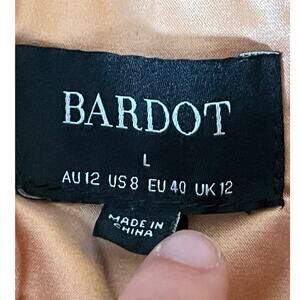 BARDOT
L
AU 12 US 8 EU 40 UK 12
MADE IN
CHINA